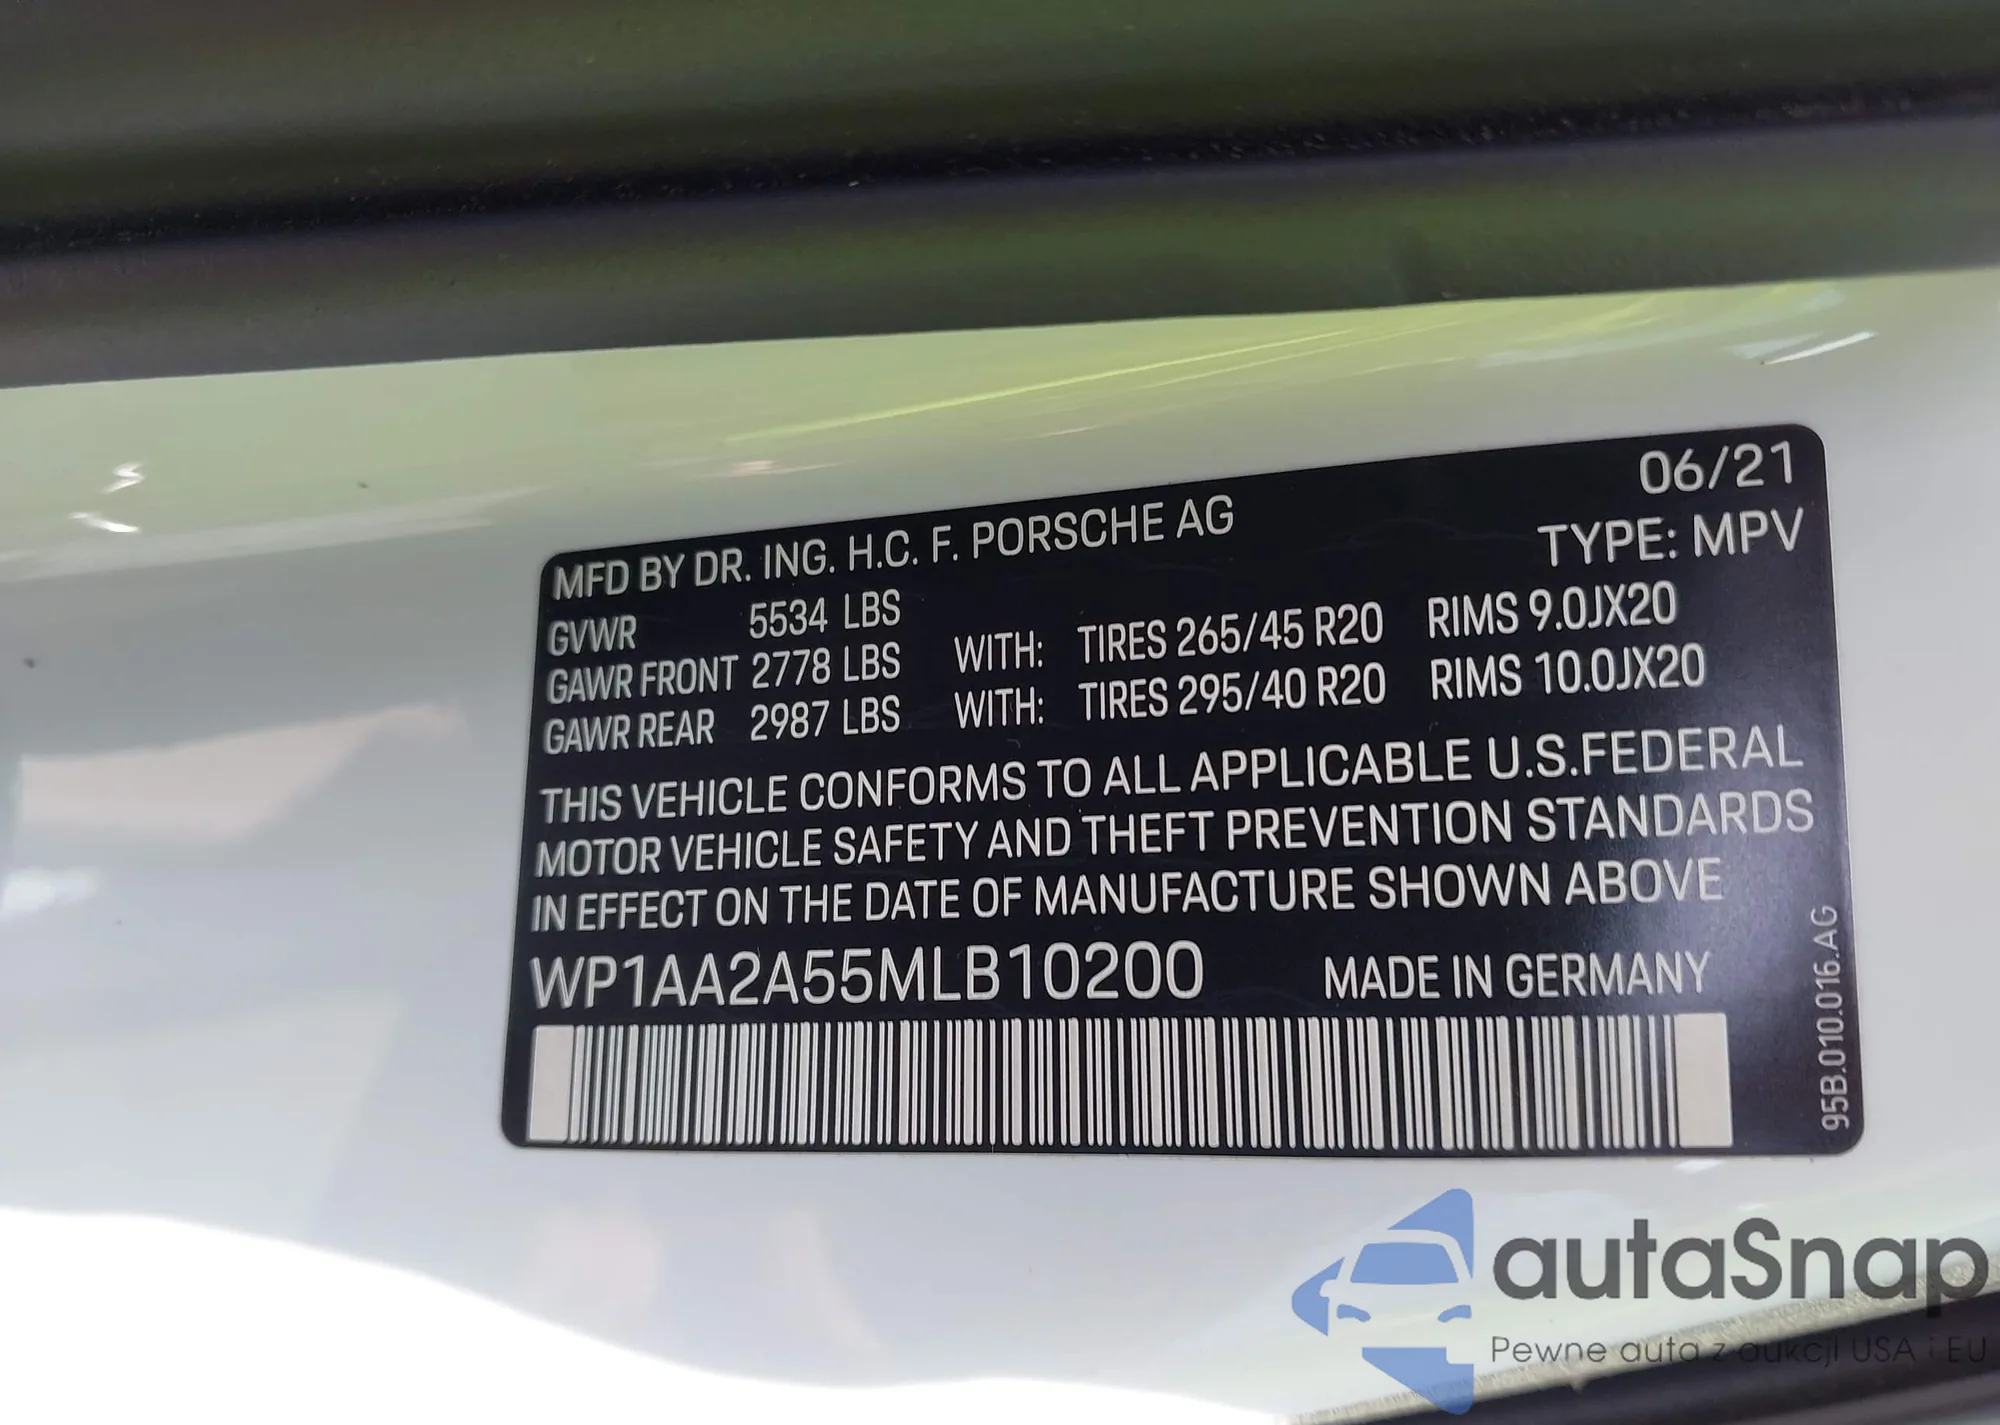 06/21
MFD BY DR. ING. H.C. F. PORSCHE AG
TYPE: MPV
GVWR 5534 LBS
GAWR FRONT 2778 LBS WITH: TIRES 265/45 R20 RIMS 9.0JX20
GAWR REAR 2987 LBS WITH: TIRES 295/40 R20 RIMS 10.0JX20
THIS VEHICLE CONFORMS TO ALL APPLICABLE U.S.FEDERAL
MOTOR VEHICLE SAFETY AND THEFT PREVENTION STANDARDS
IN EFFECT ON THE DATE OF MANUFACTURE SHOWN ABOVE
WP1AA2A55MLB10200 MADE IN GERMANY
95B.010.016.AG
autaSnap
Pewne auta z aukcji USA i EU